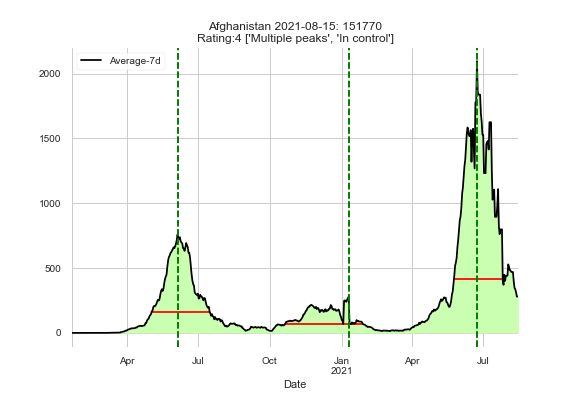 Afghanistan 2021-08-15: 151770
Rating:4 ['Multiple peaks', 'In control']
Average-7d
2000
1500
1000
500
0
Apr Jul Oct Jan Apr Jul
2021
Date